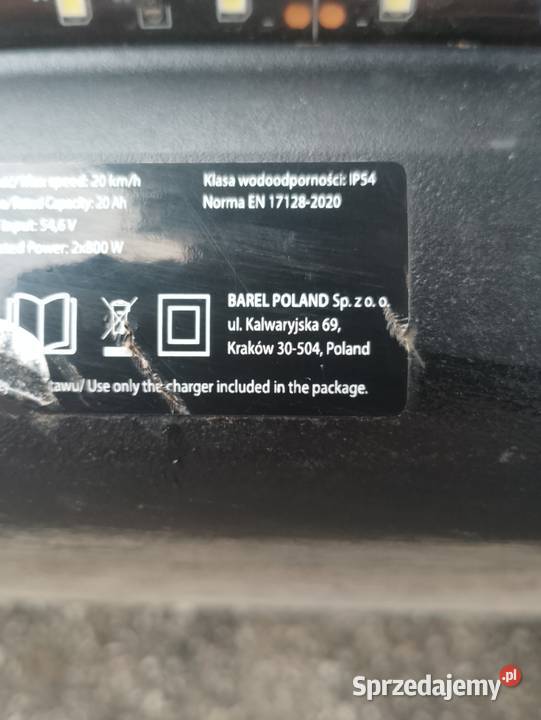 speed: 20 km/h
Klasa wodoodporności: IP54
Rated Capacity: 20 Ah
Norma EN 17128-2020
Input: 54,6 V
Power: 2x800 W
BAREL POLAND Sp. z o. o.
ul. Kalwaryjska 69,
Kraków 30-504, Poland
/ Use only the charger included in the package.
Sprzedajemy.pl